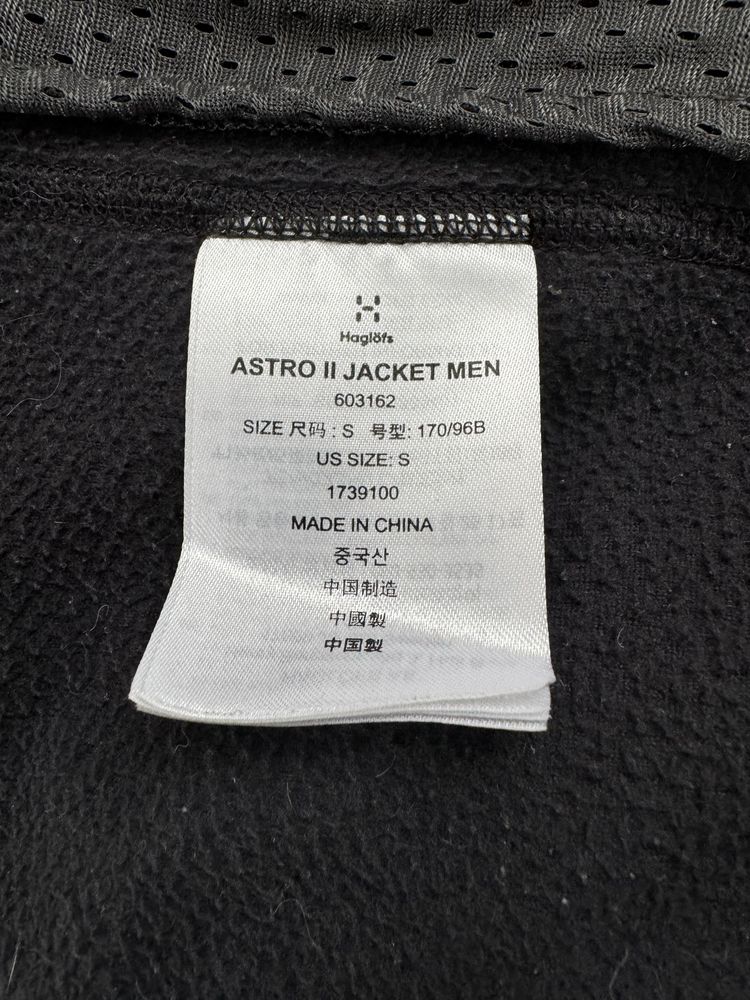 Haglöfs
ASTRO II JACKET MEN
603162
SIZE 尺码 : S 号型: 170/96B
US SIZE: S
1739100
MADE IN CHINA
중국산
中国制造
中國製
中国製